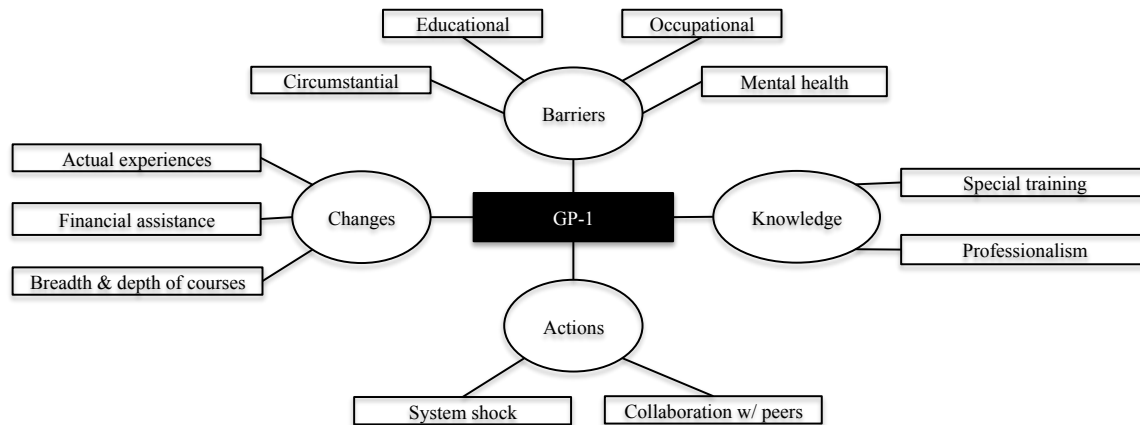 Educational
Occupational
Circumstantial
Mental health
Barriers
Actual experiences
Financial assistance
Breadth & depth of courses
Changes
GP-1
Knowledge
Special training
Professionalism
Actions
System shock
Collaboration w/ peers